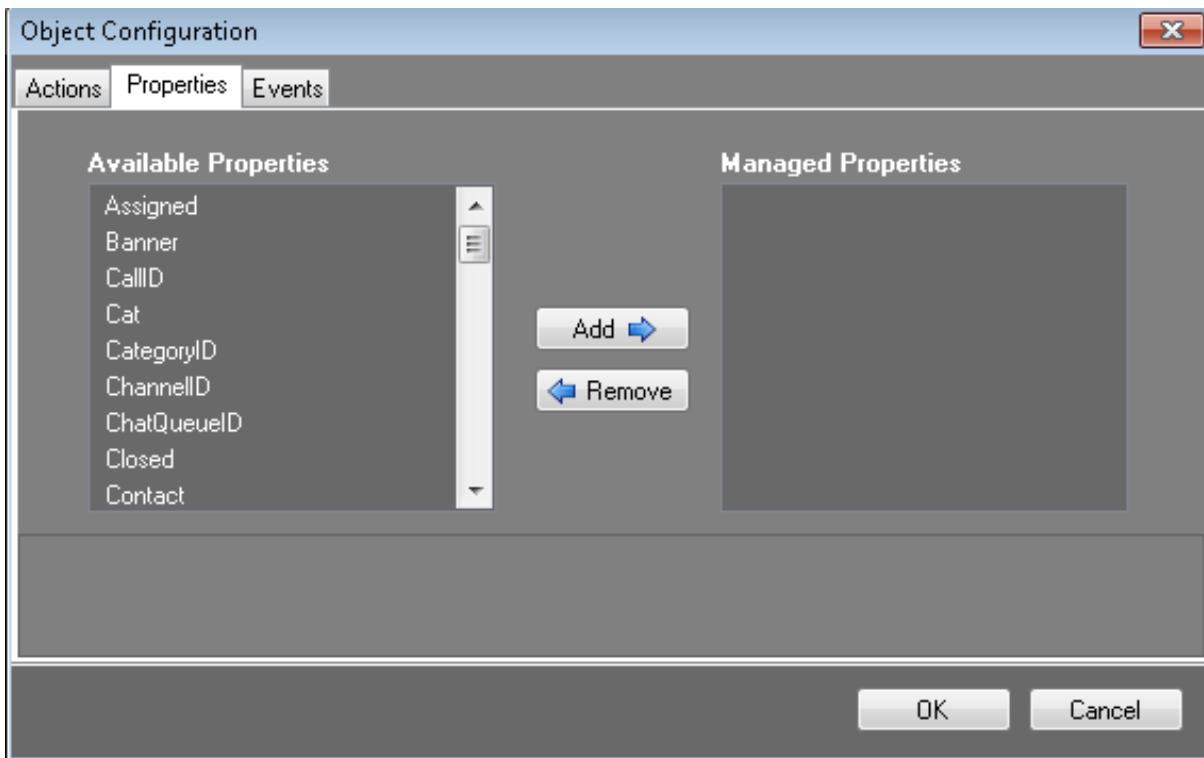 Object Configuration
Actions Properties Events
Available Properties Managed Properties
Assigned
Banner
CallID
Cat
CategoryID
ChannelID
ChatQueueID
Closed
Contact
Add
Remove
OK Cancel